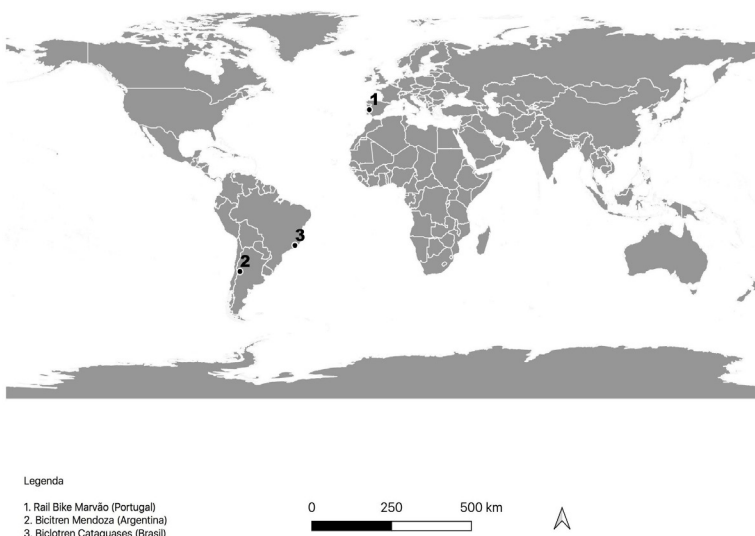 1
3
2
Legenda
1. Rail Bike Marvão (Portugal)
2. Bicitren Mendoza (Argentina)
3. Biclotren Cataguases (Brasil)
0 250 500 km